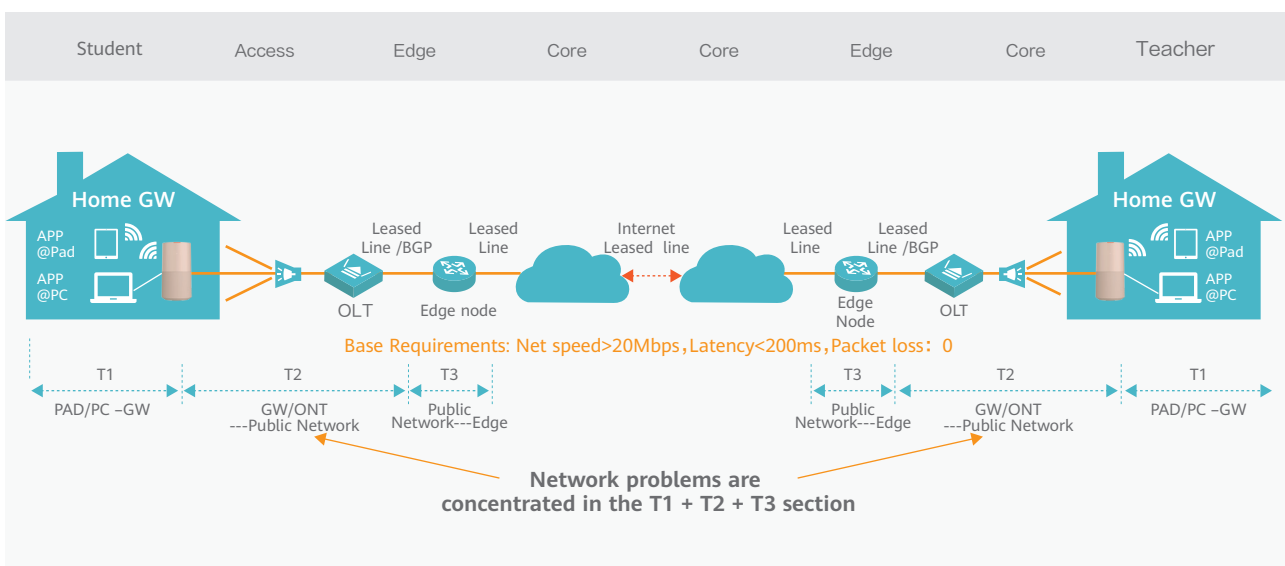 Student Access Edge Core Core Edge Core Teacher
Home GW
APP
@Pad
APP
@PC
OLT
Leased
Line /BGP
Edge node
Leased
Line
Internet
Leased line
Leased
Line
Edge
Node
Leased
Line /BGP
OLT
Home GW
APP
@Pad
APP
@PC
Base Requirements: Net speed>20Mbps,Latency<200ms,Packet loss：0
T1
PAD/PC –GW
T2
GW/ONT
---Public Network
T3
Public
Network---Edge
T3
Public
Network---Edge
T2
GW/ONT
---Public Network
T1
PAD/PC –GW
Network problems are
concentrated in the T1 + T2 + T3 section